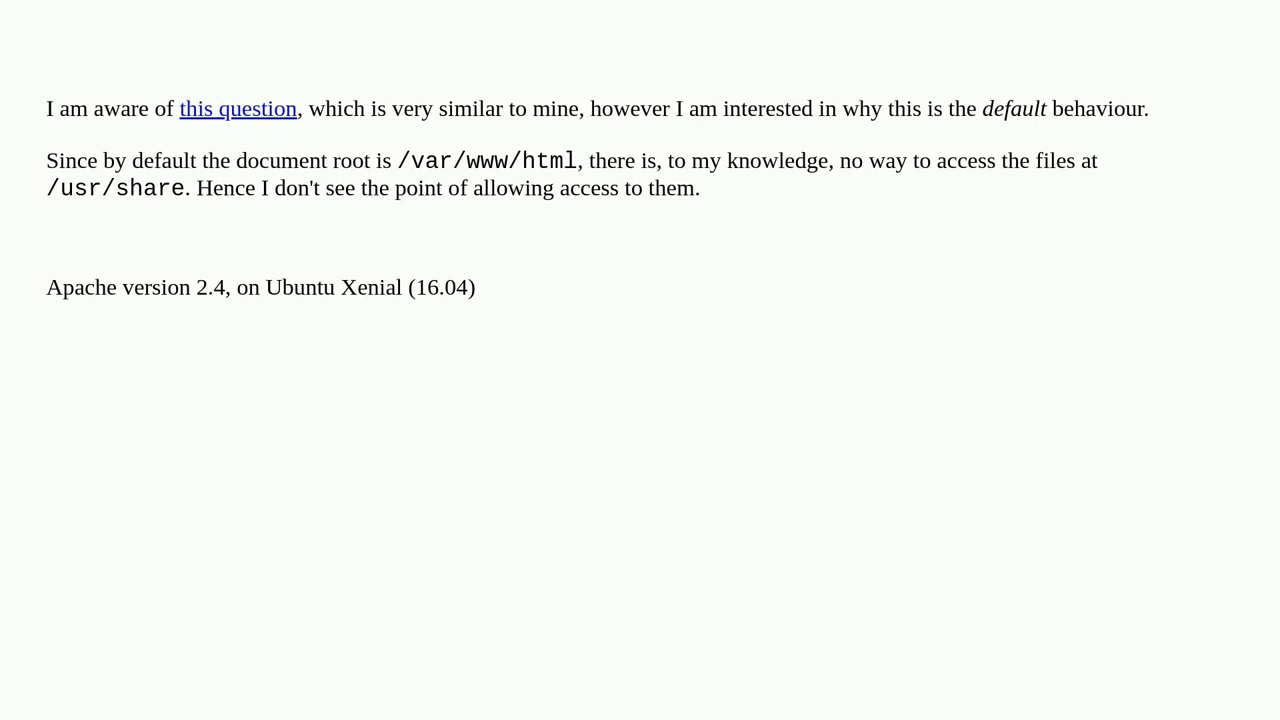 I am aware of this question, which is very similar to mine, however I am interested in why this is the default behaviour.
Since by default the document root is /var/www/html, there is, to my knowledge, no way to access the files at
/usr/share. Hence I don't see the point of allowing access to them.
Apache version 2.4, on Ubuntu Xenial (16.04)